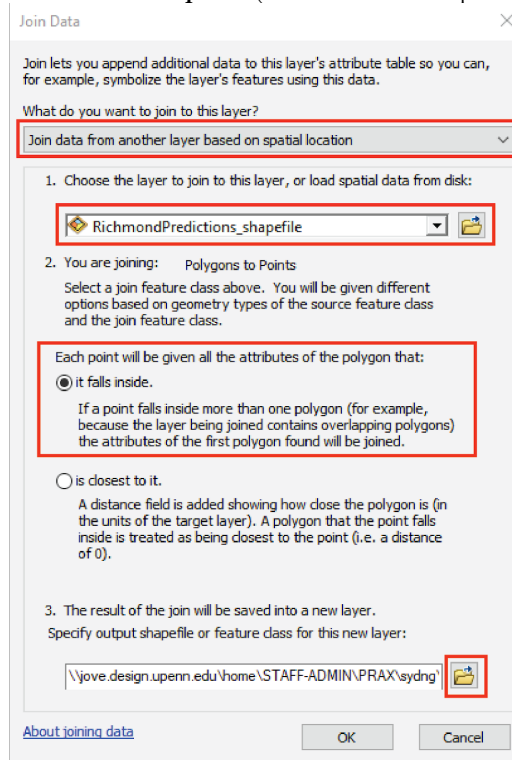 Join Data
Join lets you append additional data to this layer's attribute table so you can,
for example, symbolize the layer's features using this data.
What do you want to join to this layer?
Join data from another layer based on spatial location
1. Choose the layer to join to this layer, or load spatial data from disk:
RichmondPredictions_shapefile
2. You are joining: Polygons to Points
Select a join feature class above. You will be given different
options based on geometry types of the source feature class
and the join feature class.
Each point will be given all the attributes of the polygon that:
it falls inside.
If a point falls inside more than one polygon (for example,
because the layer being joined contains overlapping polygons)
the attributes of the first polygon found will be joined.
is closest to it.
A distance field is added showing how close the polygon is (in
the units of the target layer). A polygon that the point falls
inside is treated as being closest to the point (i.e. a distance
of 0).
3. The result of the join will be saved into a new layer.
Specify output shapefile or feature class for this new layer:
\\jove.design.upenn.edu\home\STAFF-ADMIN\PRAX\sydng\
About joining data
OK
Cancel